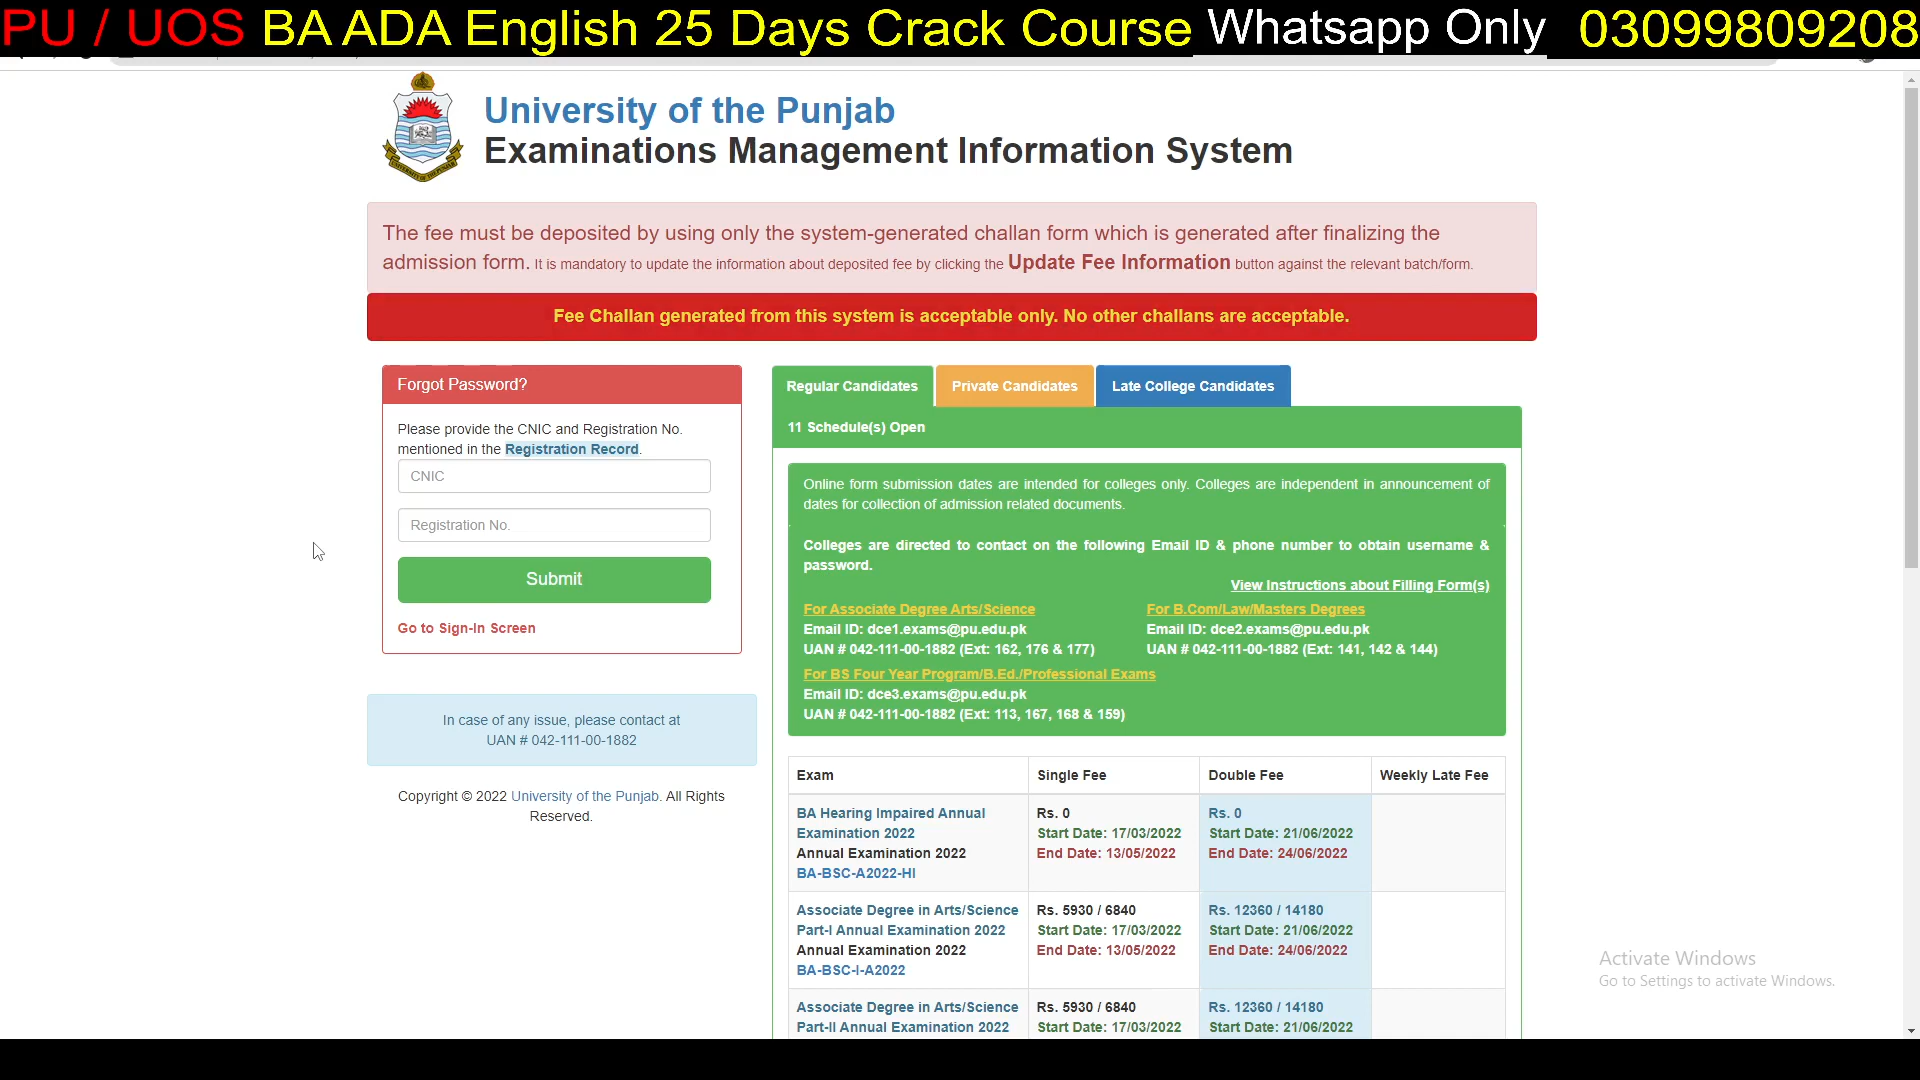 PU / UOS BA ADA English 25 Days Crack Course Whatsapp Only 03099809208
University of the Punjab
Examinations Management Information System
The fee must be deposited by using only the system-generated challan form which is generated after finalizing the
admission form. It is mandatory to update the information about deposited fee by clicking the Update Fee Information button against the relevant batch/form.
Fee Challan generated from this system is acceptable only. No other challans are acceptable.
Forgot Password?
Please provide the CNIC and Registration No.
mentioned in the Registration Record.
CNIC
Registration No.
Submit
Go to Sign-In Screen
In case of any issue, please contact at
UAN # 042-111-00-1882
Copyright © 2022 University of the Punjab. All Rights
Reserved.
Regular Candidates Private Candidates Late College Candidates
11 Schedule(s) Open
Online form submission dates are intended for colleges only. Colleges are independent in announcement of
dates for collection of admission related documents.
Colleges are directed to contact on the following Email ID & phone number to obtain username &
password.
View Instructions about Filling Form(s)
For Associate Degree Arts/Science For B.Com/Law/Masters Degrees
Email ID: dce1.exams@pu.edu.pk Email ID: dce2.exams@pu.edu.pk
UAN # 042-111-00-1882 (Ext: 162, 176 & 177) UAN # 042-111-00-1882 (Ext: 141, 142 & 144)
For BS Four Year Program/B.Ed./Professional Exams
Email ID: dce3.exams@pu.edu.pk
UAN # 042-111-00-1882 (Ext: 113, 167, 168 & 159)
Exam Single Fee Double Fee Weekly Late Fee
BA Hearing Impaired Annual Rs. 0 Rs. 0
Examination 2022 Start Date: 17/03/2022 Start Date: 21/06/2022
Annual Examination 2022 End Date: 13/05/2022 End Date: 24/06/2022
BA-BSC-A2022-HI
Associate Degree in Arts/Science Rs. 5930 / 6840 Rs. 12360 / 14180
Part-I Annual Examination 2022 Start Date: 17/03/2022 Start Date: 21/06/2022
Annual Examination 2022 End Date: 13/05/2022 End Date: 24/06/2022
BA-BSC-I-A2022
Associate Degree in Arts/Science Rs. 5930 / 6840 Rs. 12360 / 14180
Part-II Annual Examination 2022 Start Date: 17/03/2022 Start Date: 21/06/2022
Activate Windows
Go to Settings to activate Windows.